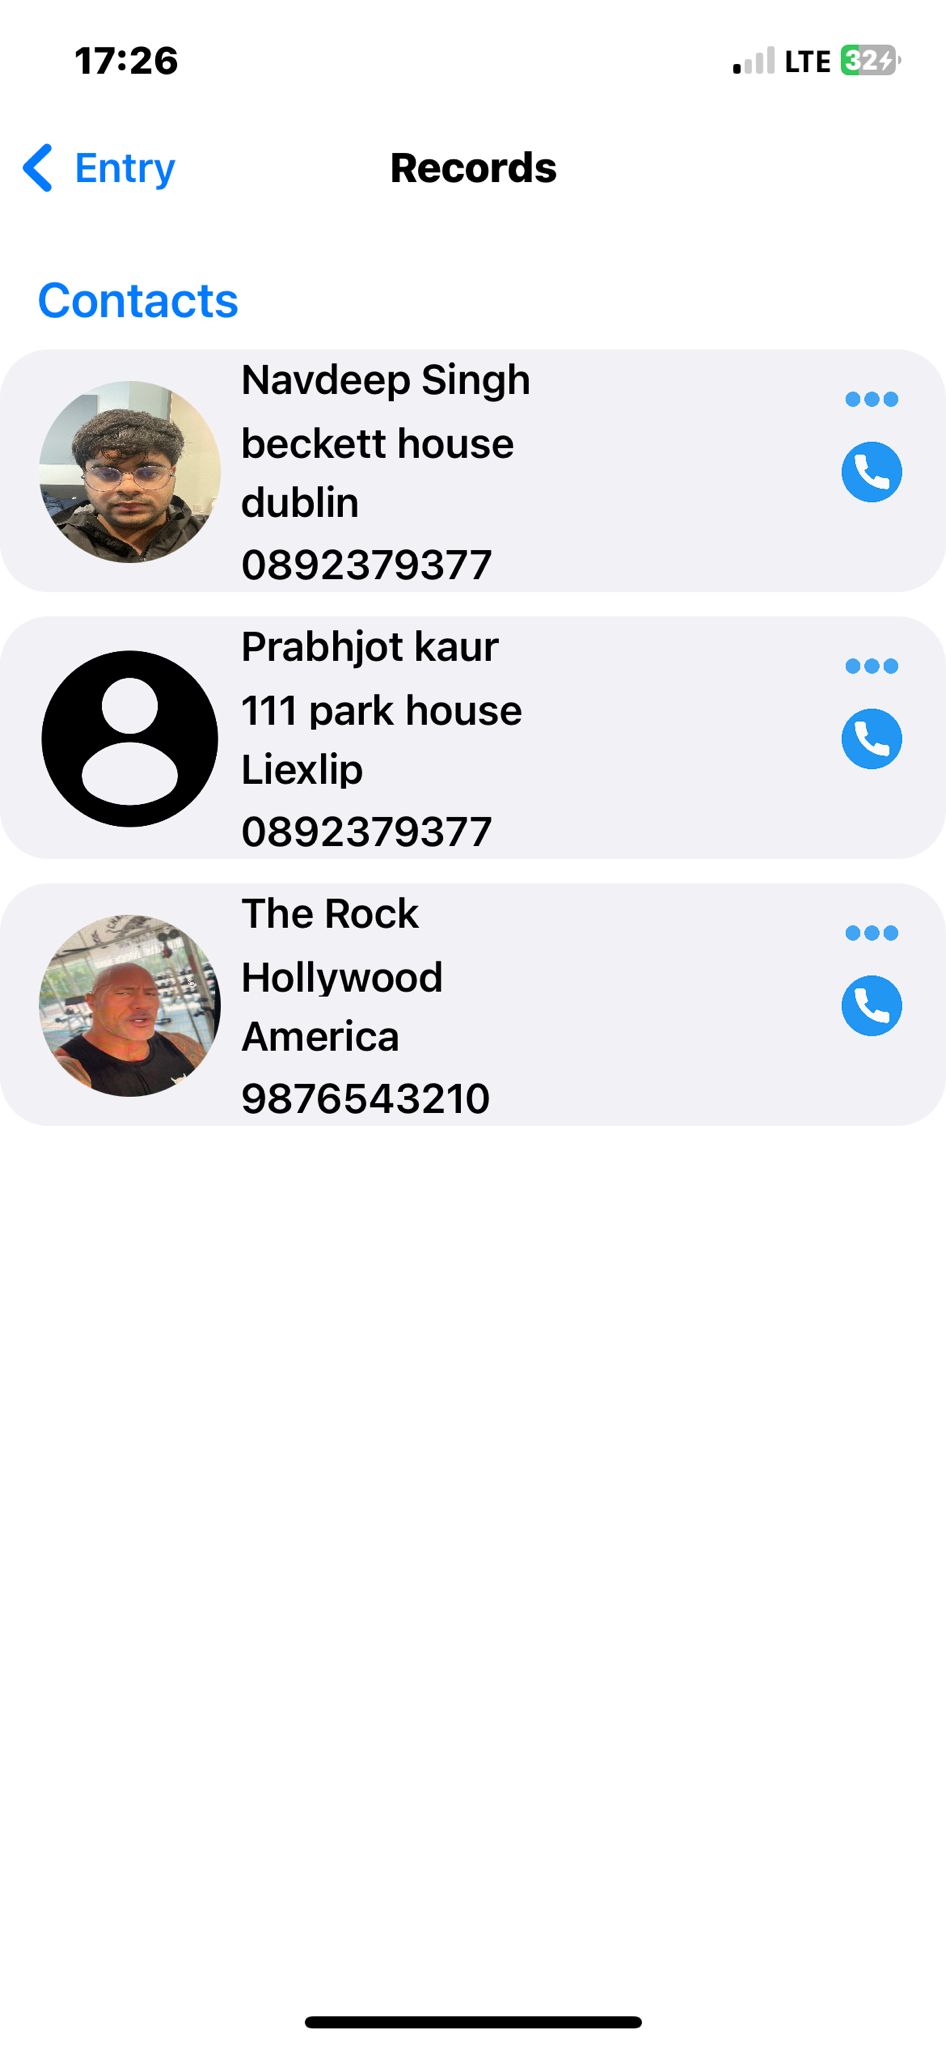 17:26
LTE 32
Entry
Records
Contacts
Navdeep Singh
beckett house
dublin
0892379377
Prabhjot kaur
111 park house
Liexlip
0892379377
The Rock
Hollywood
America
9876543210